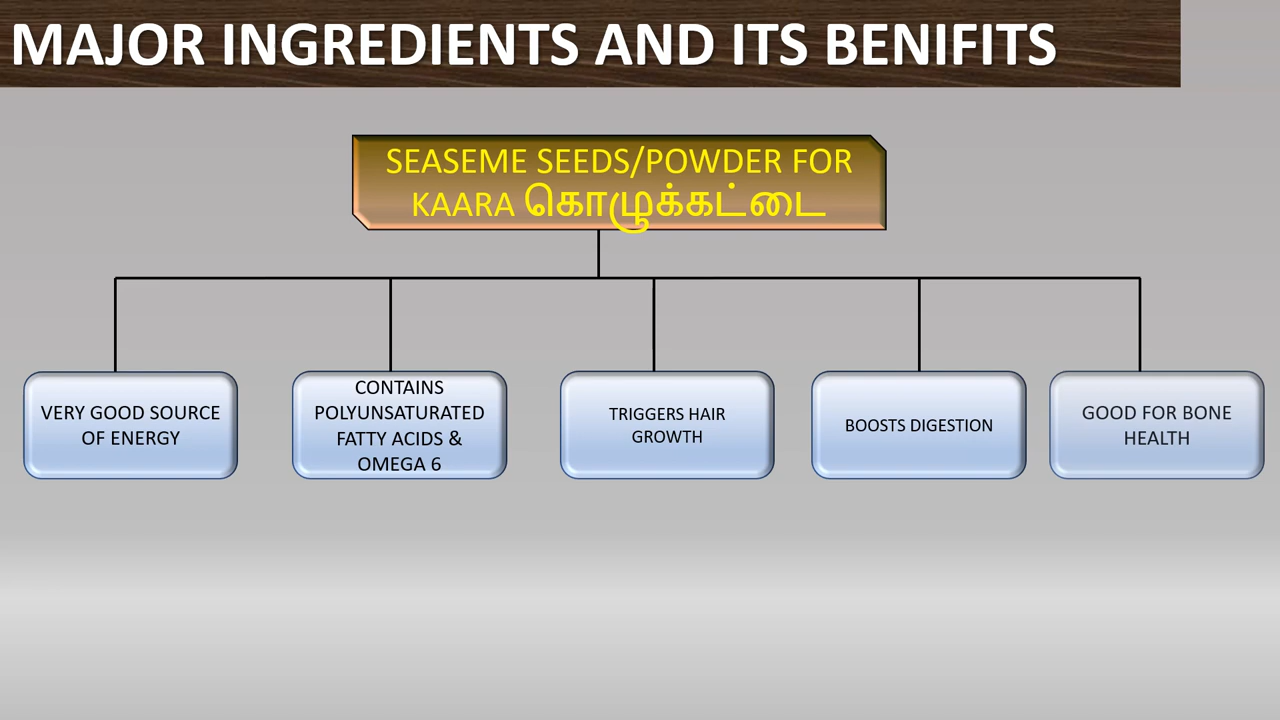 MAJOR INGREDIENTS AND ITS BENIFITS
SEASEME SEEDS/POWDER FOR
KAARA கொழுக்கட்டை
VERY GOOD SOURCE
OF ENERGY
CONTAINS
POLYUNSATURATED
FATTY ACIDS &
OMEGA 6
TRIGGERS HAIR
GROWTH
BOOSTS DIGESTION
GOOD FOR BONE
HEALTH